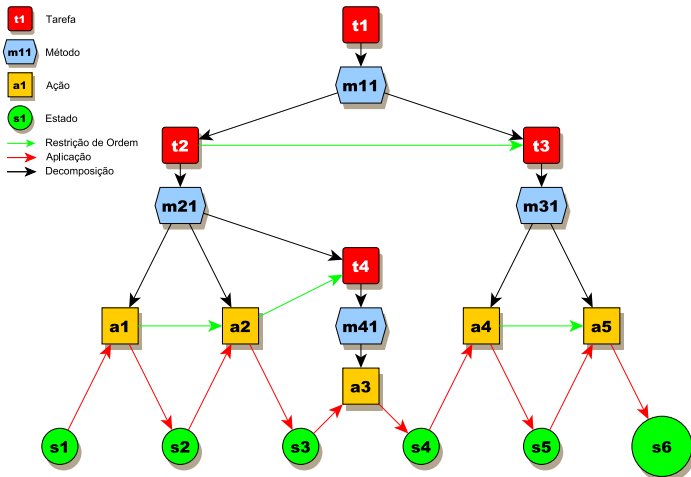 t1 Tarefa
m11 Método
a1 Ação
s1 Estado
Restrição de Ordem
Aplicação
Decomposição
t1
m11
t2 t3
m21 m31
t4
a1 a2 m41 a4 a5
a3
s1 s2 s3 s4 s5 s6